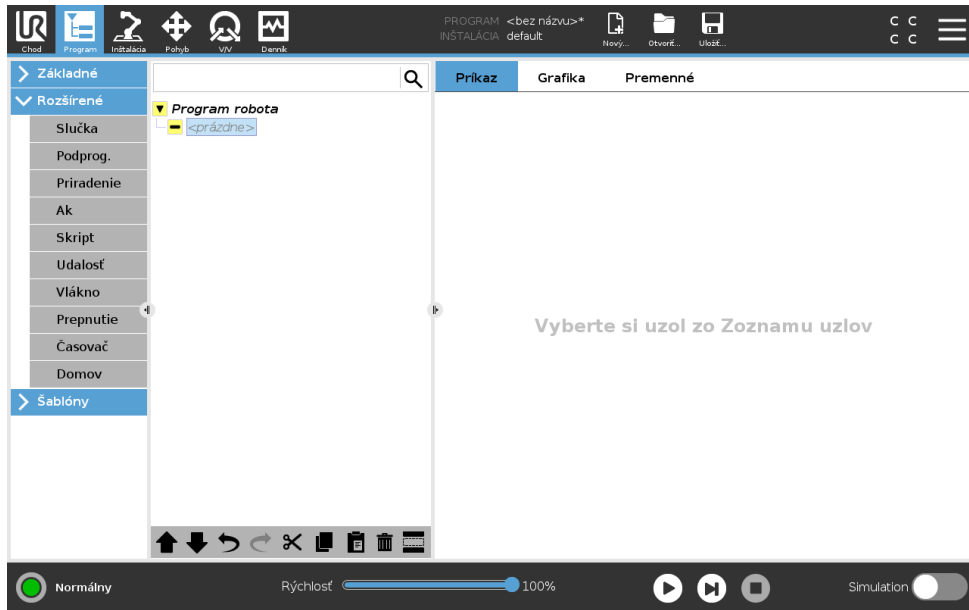 UR
Chod
Program
Inštalácia
Pohyb
V/V
Denník
PROGRAM <bez názvu>*
INŠTALÁCIA default
Nový...
Otvoriť...
Uložiť...
C C
C C
Základné
Rozšírené
Slučka
Podprog.
Priradenie
Ak
Skript
Udalosť
Vlákno
Prepnutie
Časovač
Domov
Šablóny
Program robota
<prázdne>
Príkaz
Grafika
Premenné
Vyberte si uzol zo Zoznamu uzlov
Normálny
Rýchlosť
100%
Simulation